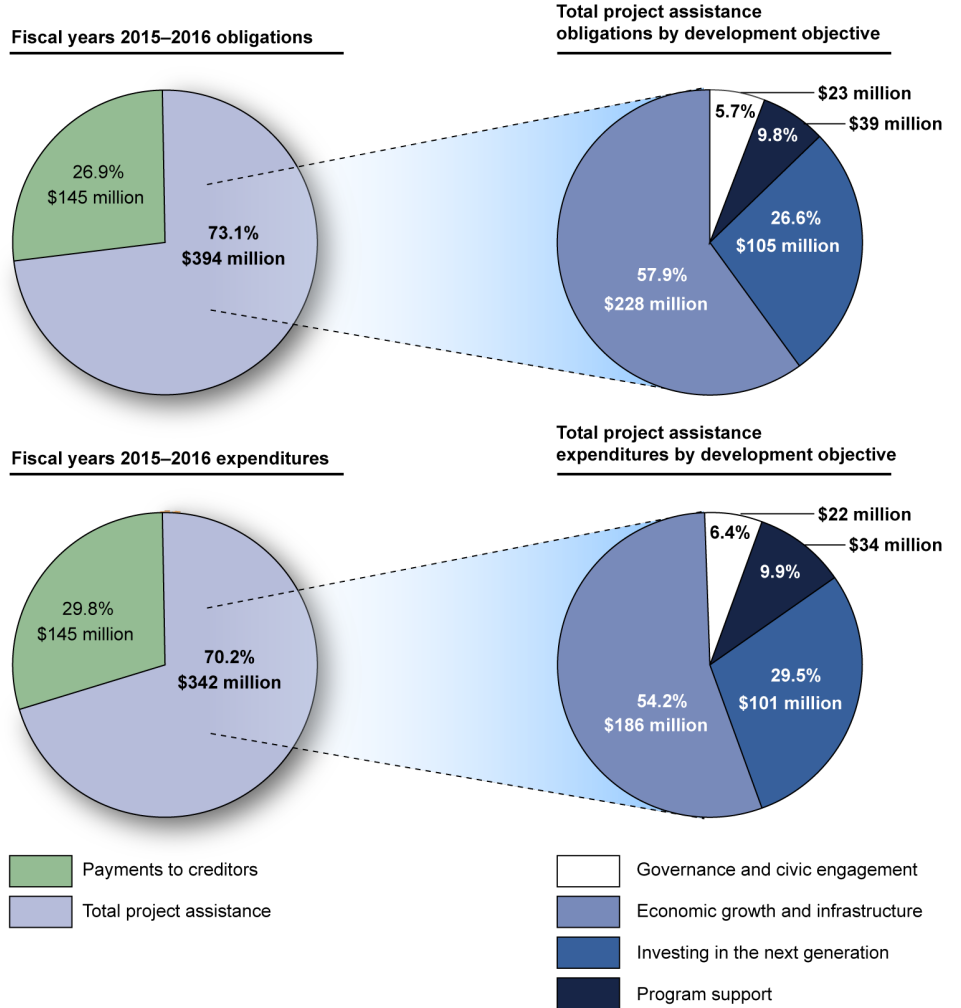 Fiscal years 2015–2016 obligations
Total project assistance
obligations by development objective
26.9%
$145 million
73.1%
$394 million
5.7%
$23 million
9.8%
$39 million
26.6%
$105 million
57.9%
$228 million
Fiscal years 2015–2016 expenditures
Total project assistance
expenditures by development objective
29.8%
$145 million
70.2%
$342 million
6.4%
$22 million
9.9%
$34 million
29.5%
$101 million
54.2%
$186 million
Payments to creditors
Total project assistance
Governance and civic engagement
Economic growth and infrastructure
Investing in the next generation
Program support